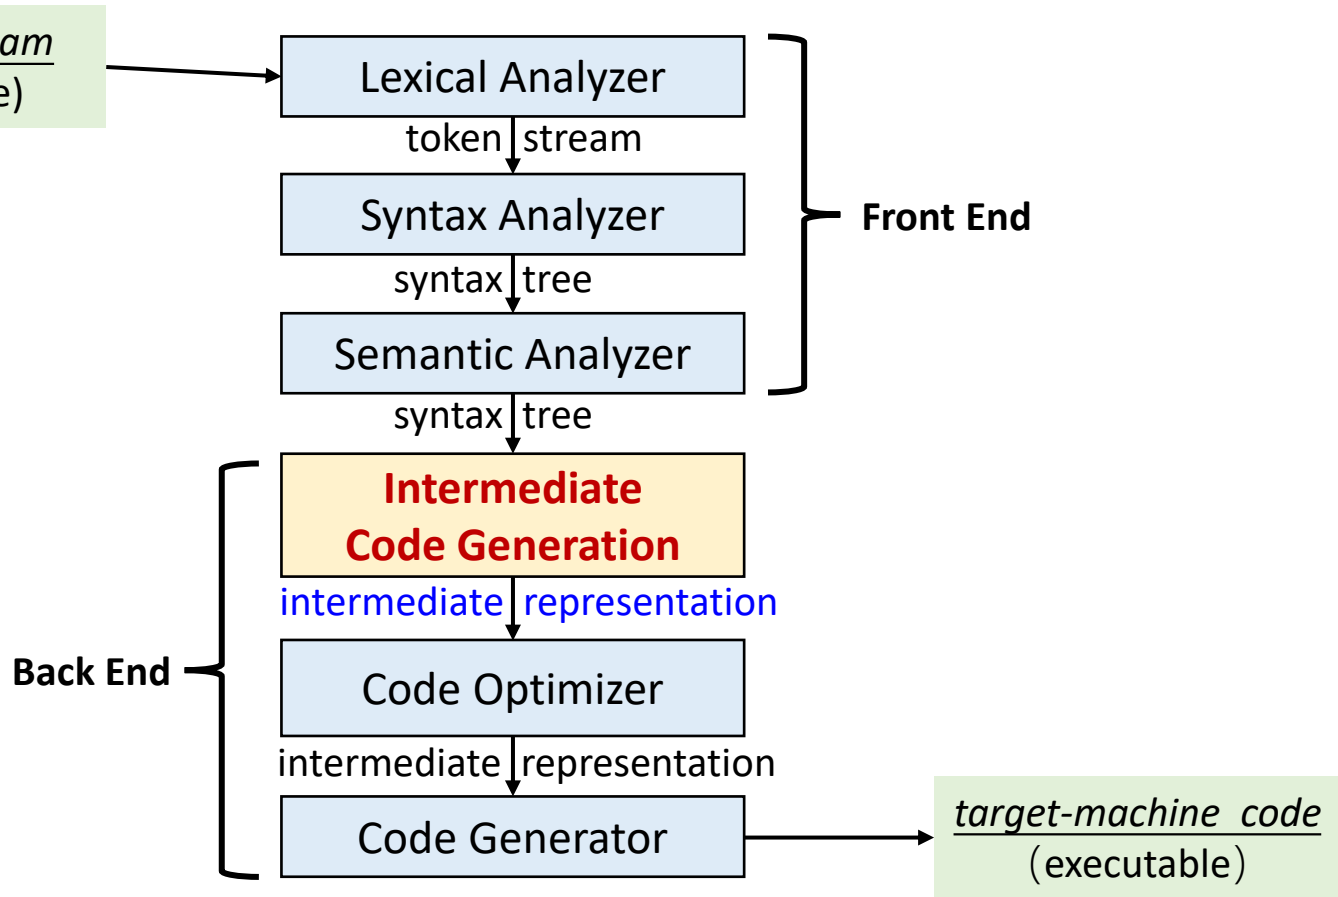 am
e)
Lexical Analyzer
token stream
Syntax Analyzer
Front End
syntax tree
Semantic Analyzer
syntax tree
Intermediate
Code Generation
intermediate representation
Back End
Code Optimizer
intermediate representation
Code Generator
target-machine code
（executable）